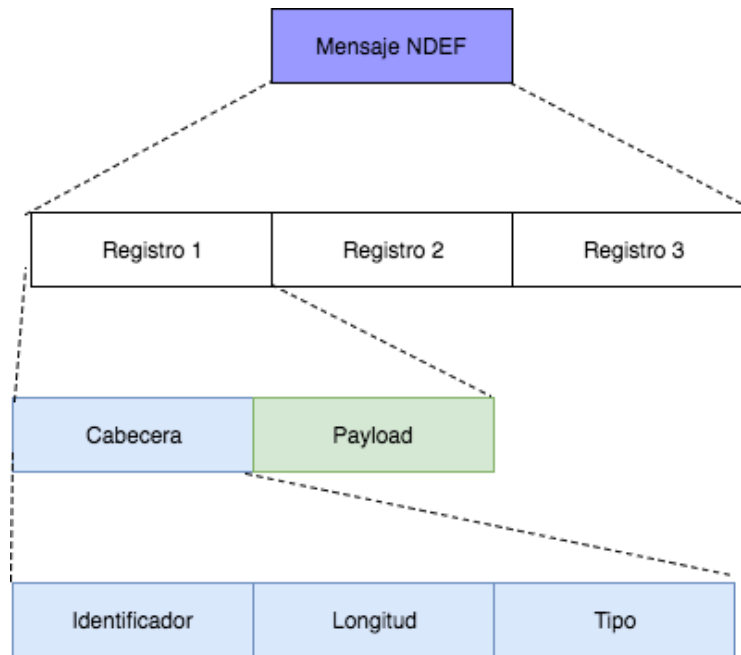 Mensaje NDEF
Registro 1
Registro 2
Registro 3
Cabecera
Payload
Identificador
Longitud
Tipo